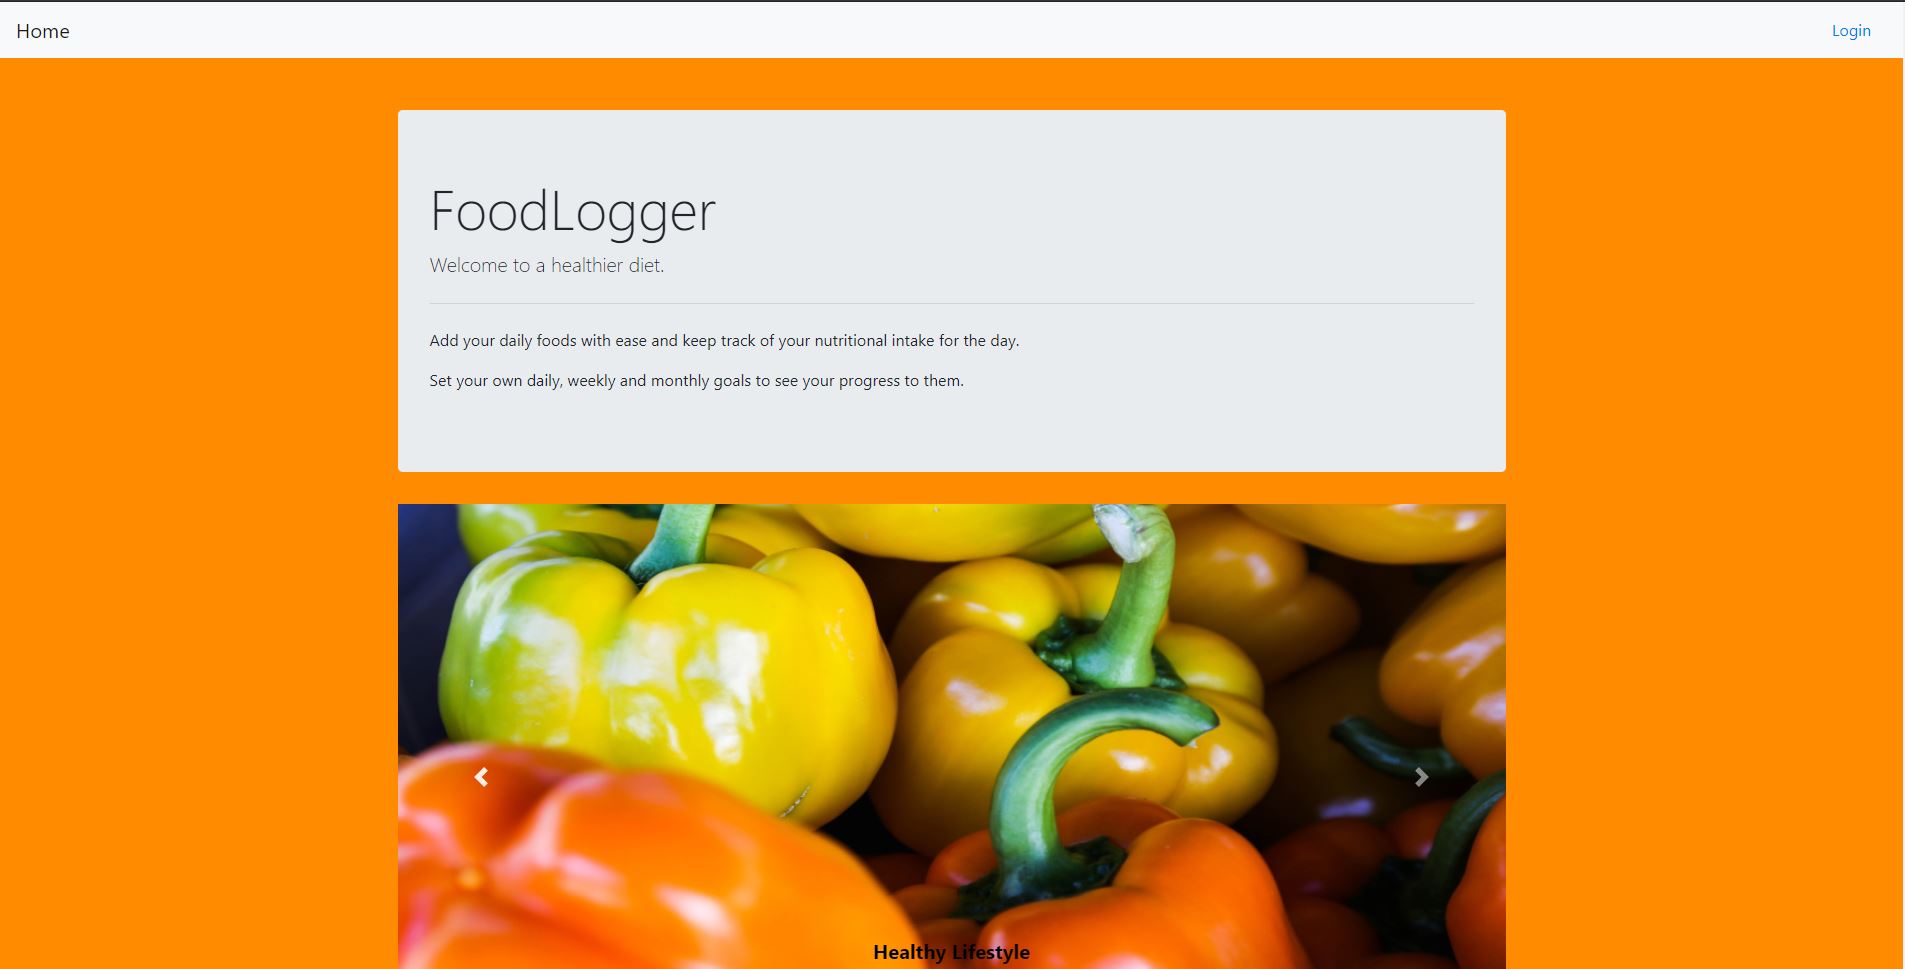 Home
Login
FoodLogger
Welcome to a healthier diet.
Add your daily foods with ease and keep track of your nutritional intake for the day.
Set your own daily, weekly and monthly goals to see your progress to them.
Healthy Lifestyle